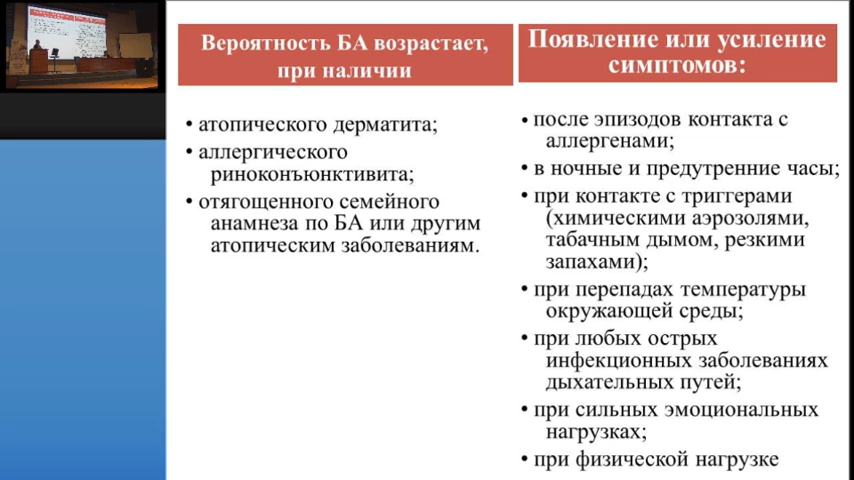 Вероятность БА возрастает,
при наличии
• атопического дерматита;
• аллергического
риноконъюнктивита;
• отягощенного семейного
анамнеза по БА или другим
атопическим заболеваниям.
Появление или усиление
симптомов:
• после эпизодов контакта с
аллергенами;
• в ночные и предутренние часы;
• при контакте с триггерами
(химическими аэрозолями,
табачным дымом, резкими
запахами);
• при перепадах температуры
окружающей среды;
• при любых острых
инфекционных заболеваниях
дыхательных путей;
• при сильных эмоциональных
нагрузках;
• при физической нагрузке